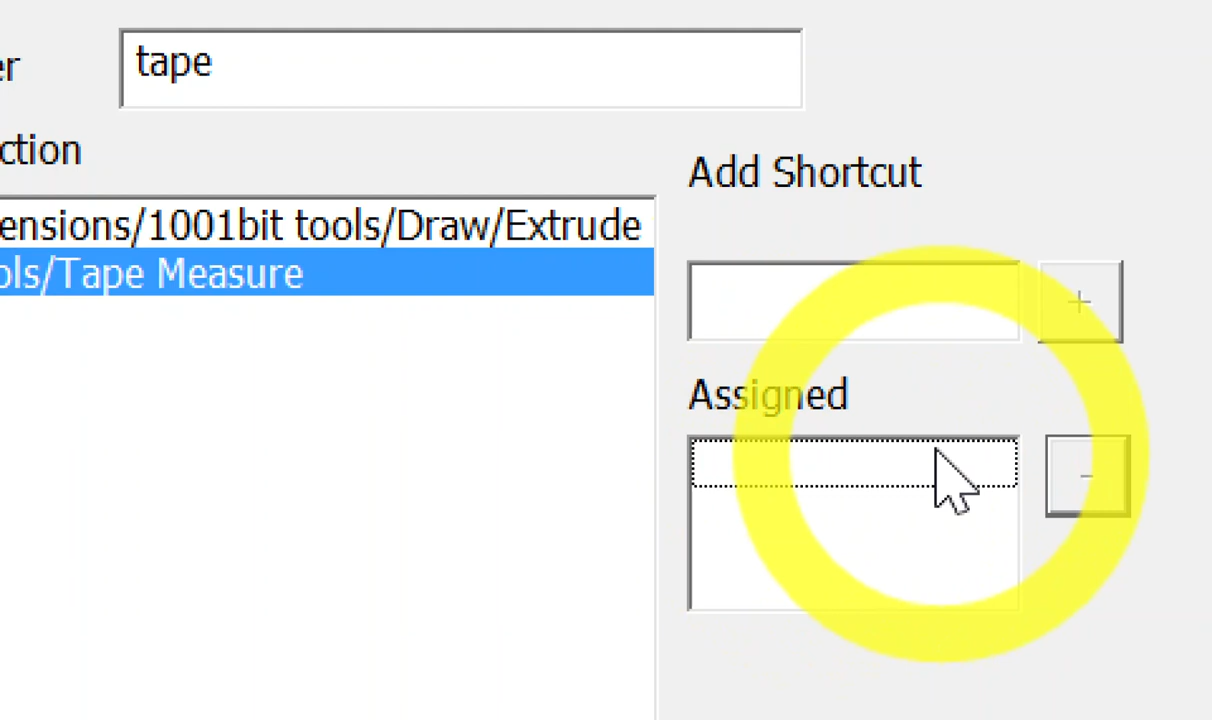 er
tape
ction
Add Shortcut
ensions/1001bit tools/Draw/Extrude
ols/Tape Measure
+
Assigned
-